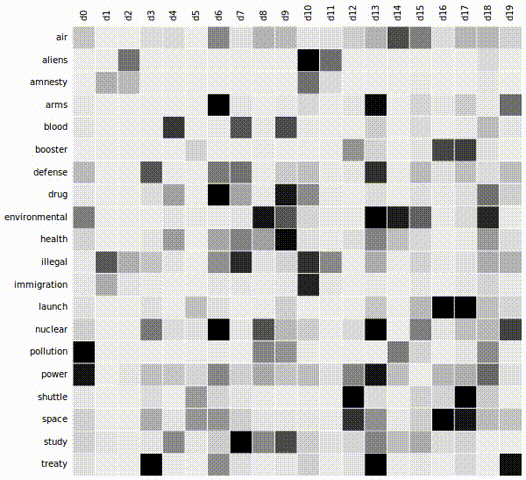 d0 d1 d2 d3 d4 d5 d6 d7 d8 d9 d10 d11 d12 d13 d14 d15 d16 d17 d18 d19
air
aliens
amnesty
arms
blood
booster
defense
drug
environmental
health
illegal
immigration
launch
nuclear
pollution
power
shuttle
space
study
treaty